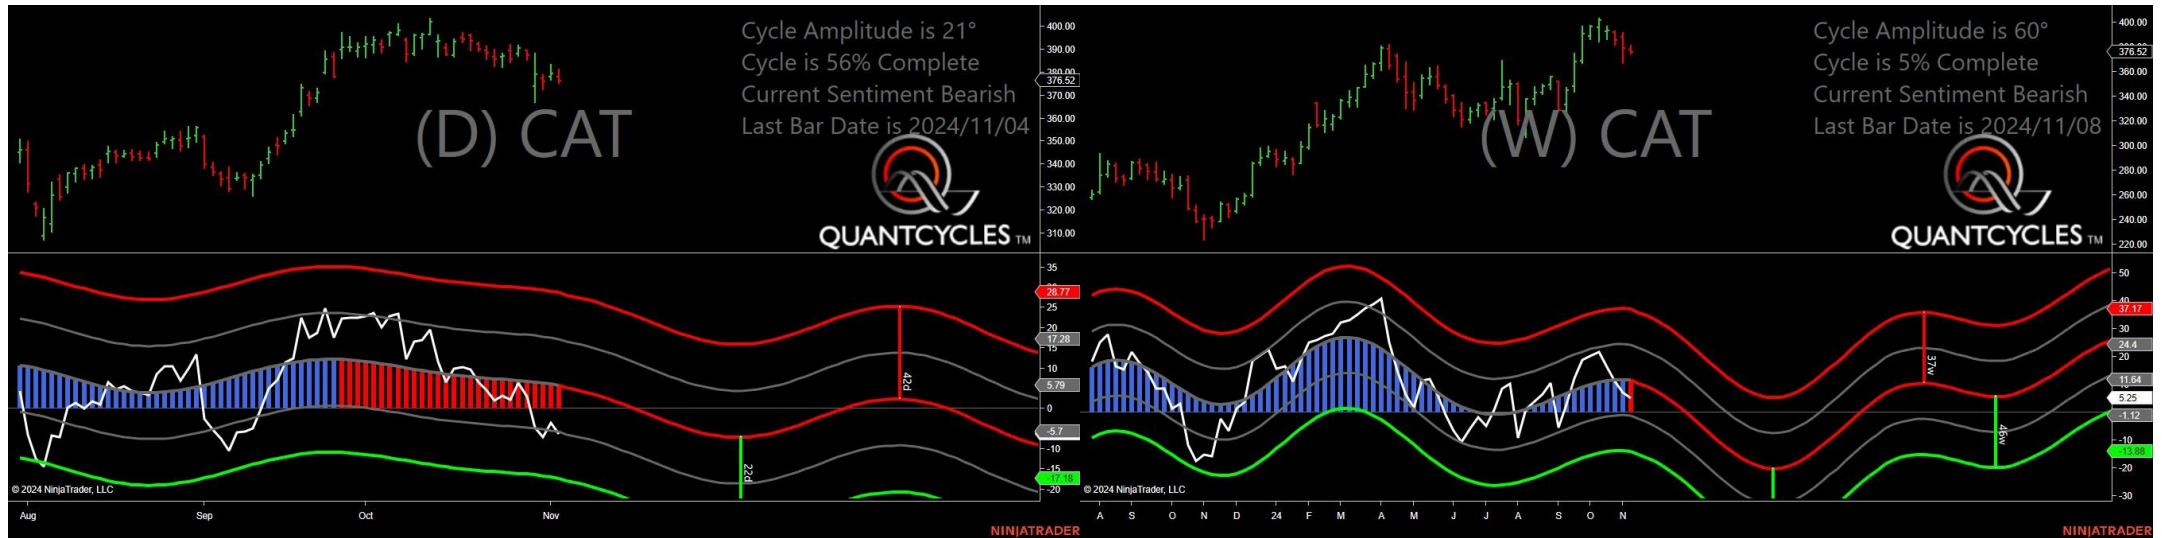 Cycle Amplitude is 21°
Cycle is 56% Complete
Current Sentiment Bearish
Last Bar Date is 2024/11/04
(D) CAT
QUANTCYCLES TM
400.00
390.00
380.00
376.52
370.00
360.00
350.00
340.00
330.00
320.00
310.00
35
28.77
25
20
17.28
15
10
5.79
0
-5.7
-10
-15
-17.18
-20
42d
22d
© 2024 NinjaTrader, LLC
Aug Sep Oct Nov
NINJATRADER
Cycle Amplitude is 60°
Cycle is 5% Complete
Current Sentiment Bearish
Last Bar Date is 2024/11/08
(W) CAT
QUANTCYCLES TM
400.00
376.52
360.00
340.00
320.00
300.00
280.00
260.00
240.00
220.00
50
40
37.17
30
24.4
20
11.64
5.25
-1.12
-10
-13.88
-20
-30
37w
46w
© 2024 NinjaTrader, LLC
A S O N D 24 F M A M J J A S O N
NINJATRADER